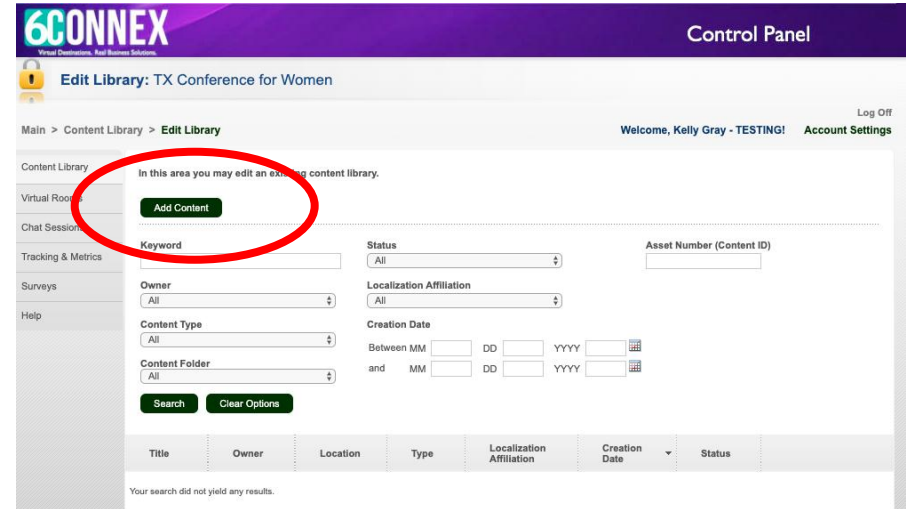 6CONNEX
Virtual Destinations. Real Business Solutions.
Control Panel
Edit Library: TX Conference for Women
Log Off
Main > Content Library > Edit Library
Welcome, Kelly Gray - TESTING! Account Settings
Content Library
Virtual Rooms
Chat Sessions
Tracking & Metrics
Surveys
Help
In this area you may edit an existing content library.
Add Content
Keyword Status Asset Number (Content ID)
All
Owner Localization Affiliation
All All
Content Type Creation Date
All
Between MM DD YYYY
Content Folder
and MM DD YYYY
All
Search Clear Options
Title Owner Location Type Localization Affiliation Creation Date Status
Your search did not yield any results.